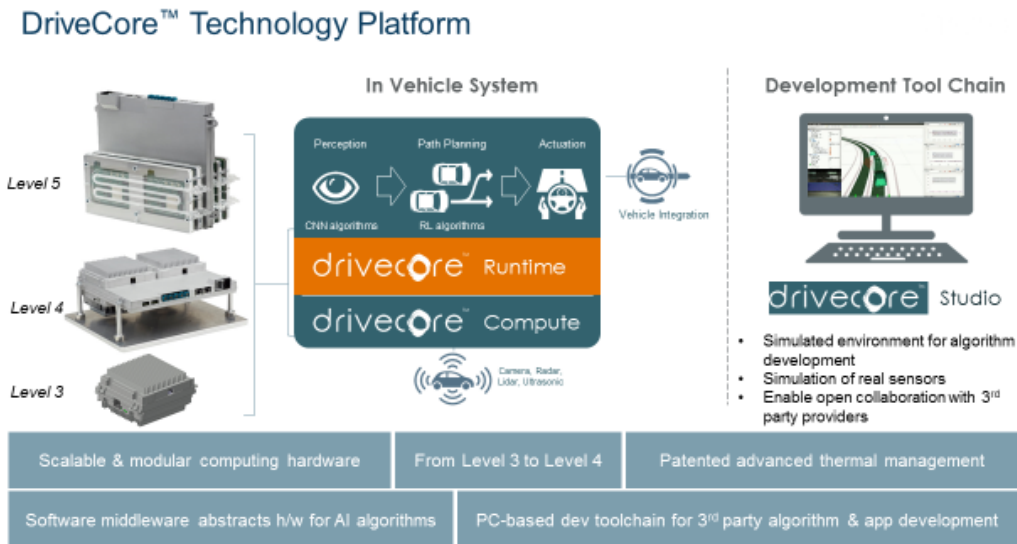 DriveCore™ Technology Platform
In Vehicle System
Development Tool Chain
Level 5
Level 4
Level 3
Perception
Path Planning
Actuation
CNN algorithms
RL algorithms
drivecore™ Runtime
drivecore™ Compute
Vehicle Integration
Camera, Radar,
Lidar, Ultrasonic
drivecore™ Studio
• Simulated environment for algorithm
development
• Simulation of real sensors
• Enable open collaboration with 3rd
party providers
Scalable & modular computing hardware
From Level 3 to Level 4
Patented advanced thermal management
Software middleware abstracts h/w for AI algorithms
PC-based dev toolchain for 3rd party algorithm & app development